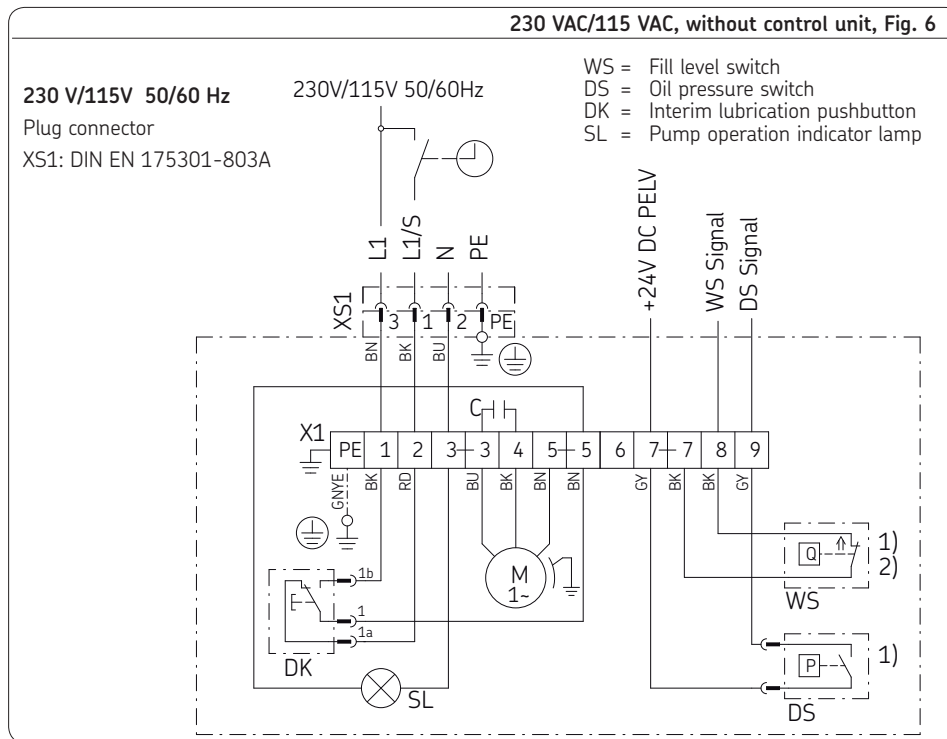 230 VAC/115 VAC, without control unit, Fig. 6
230 V/115V 50/60 Hz
Plug connector
XS1: DIN EN 175301-803A
230V/115V 50/60Hz
WS = Fill level switch
DS = Oil pressure switch
DK = Interim lubrication pushbutton
SL = Pump operation indicator lamp
L1
L1/S
N
PE
+24V DC PELV
WS Signal
DS Signal
XS1
3 1 2 PE
BN BK BU
C
X1
PE 1 2 3 3 4 5 5 6 7 7 8 9
GNYE BK RD BU BK BN BN GY BK BK GY
M
1~
Q
1)
2)
WS
1b
1
1a
DK
SL
P
1)
DS